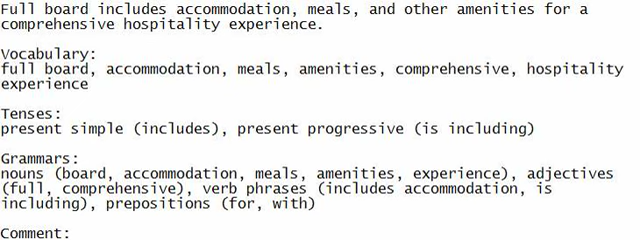 Full board includes accommodation, meals, and other amenities for a
comprehensive hospitality experience.
Vocabulary:
full board, accommodation, meals, amenities, comprehensive, hospitality
experience
Tenses:
present simple (includes), present progressive (is including)
Grammars:
nouns (board, accommodation, meals, amenities, experience), adjectives
(full, comprehensive), verb phrases (includes accommodation, is
including), prepositions (for, with)
Comment: